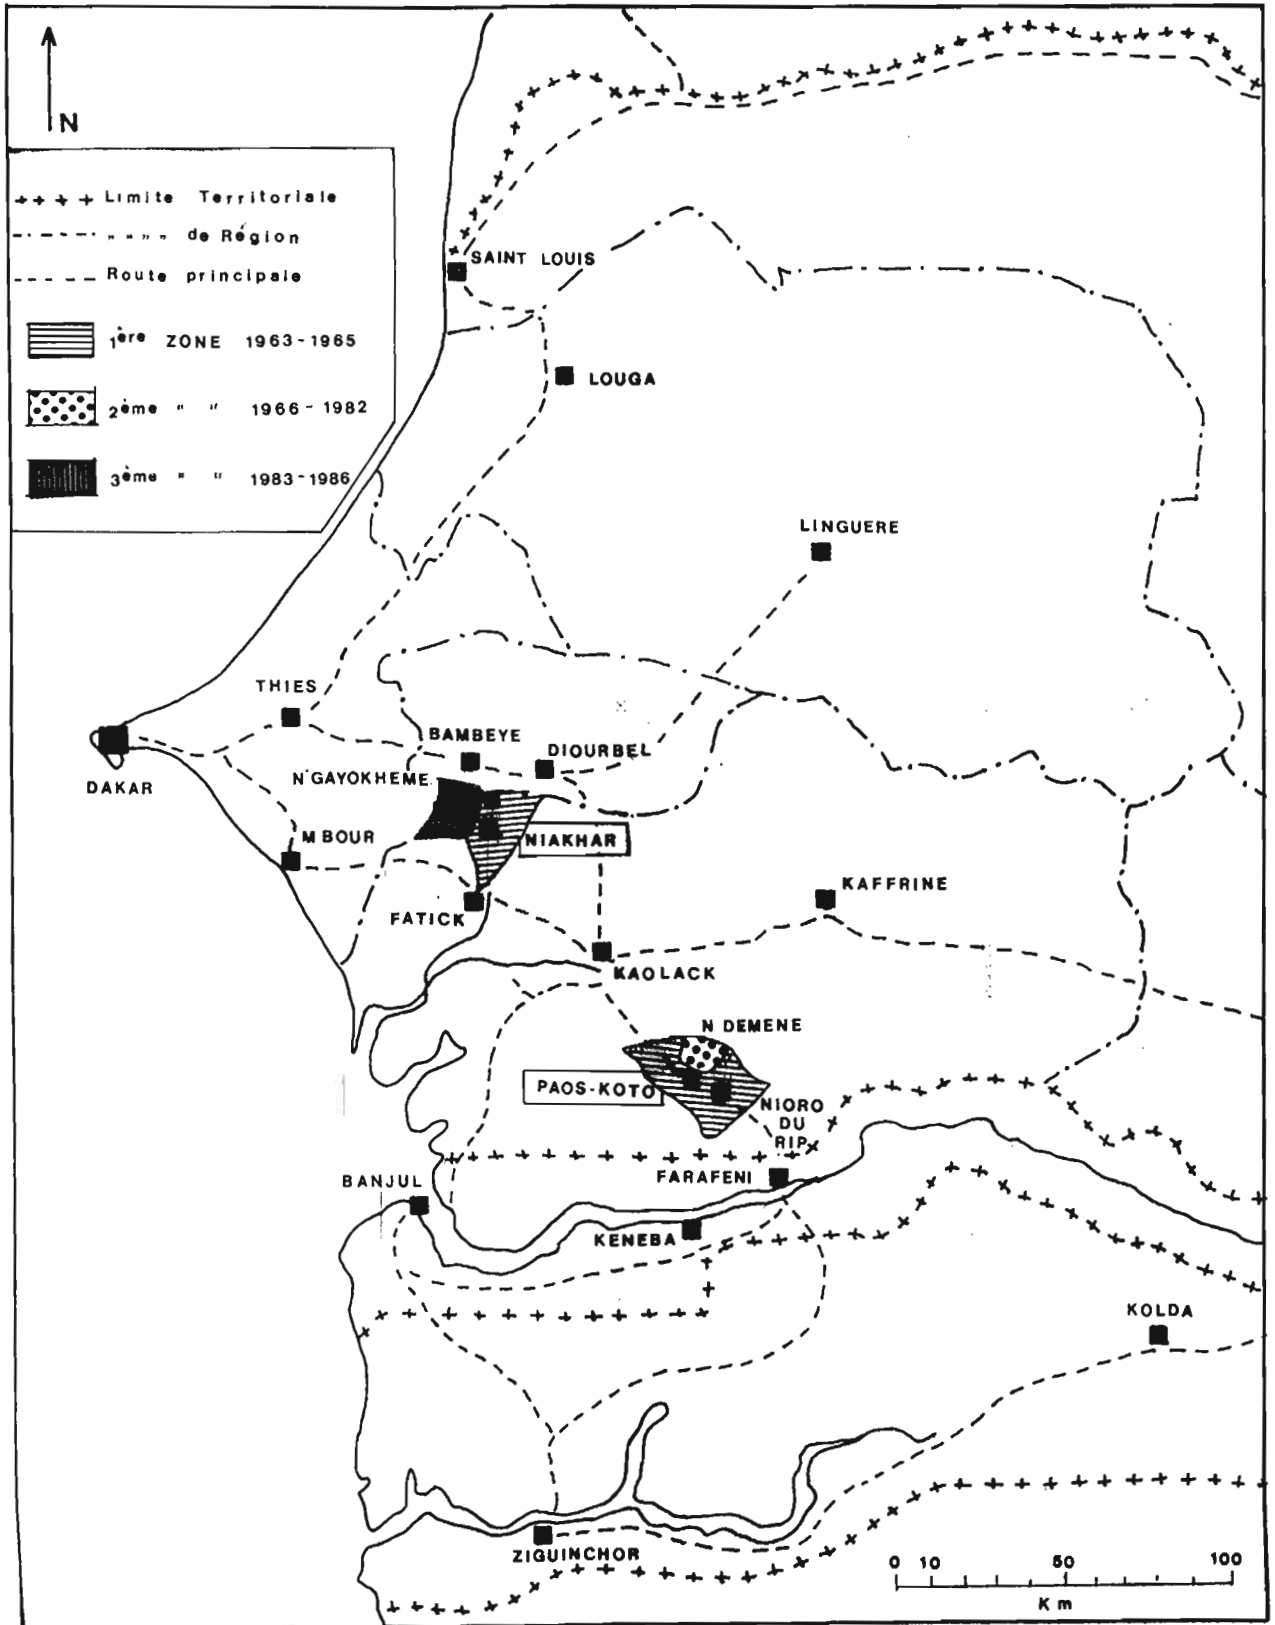 N
Limite Territoriale
" " " " de Région
Route principale
1ère ZONE 1963-1965
2ème " " 1966-1982
3ème " " 1983-1986
SAINT LOUIS
LOUGA
LINGUERE
THIES
BAMBEYE
DIOURBEL
DAKAR
N'GAYOKHEME
M BOUR
NIAKHAR
KAFFRINE
FATICK
KAOLACK
N DEMENE
PAOS-KOTO
NIORO
DU
RIP
FARAFENI
BANJUL
KENEBA
KOLDA
ZIGUINCHOR
0 10 50 100
Km